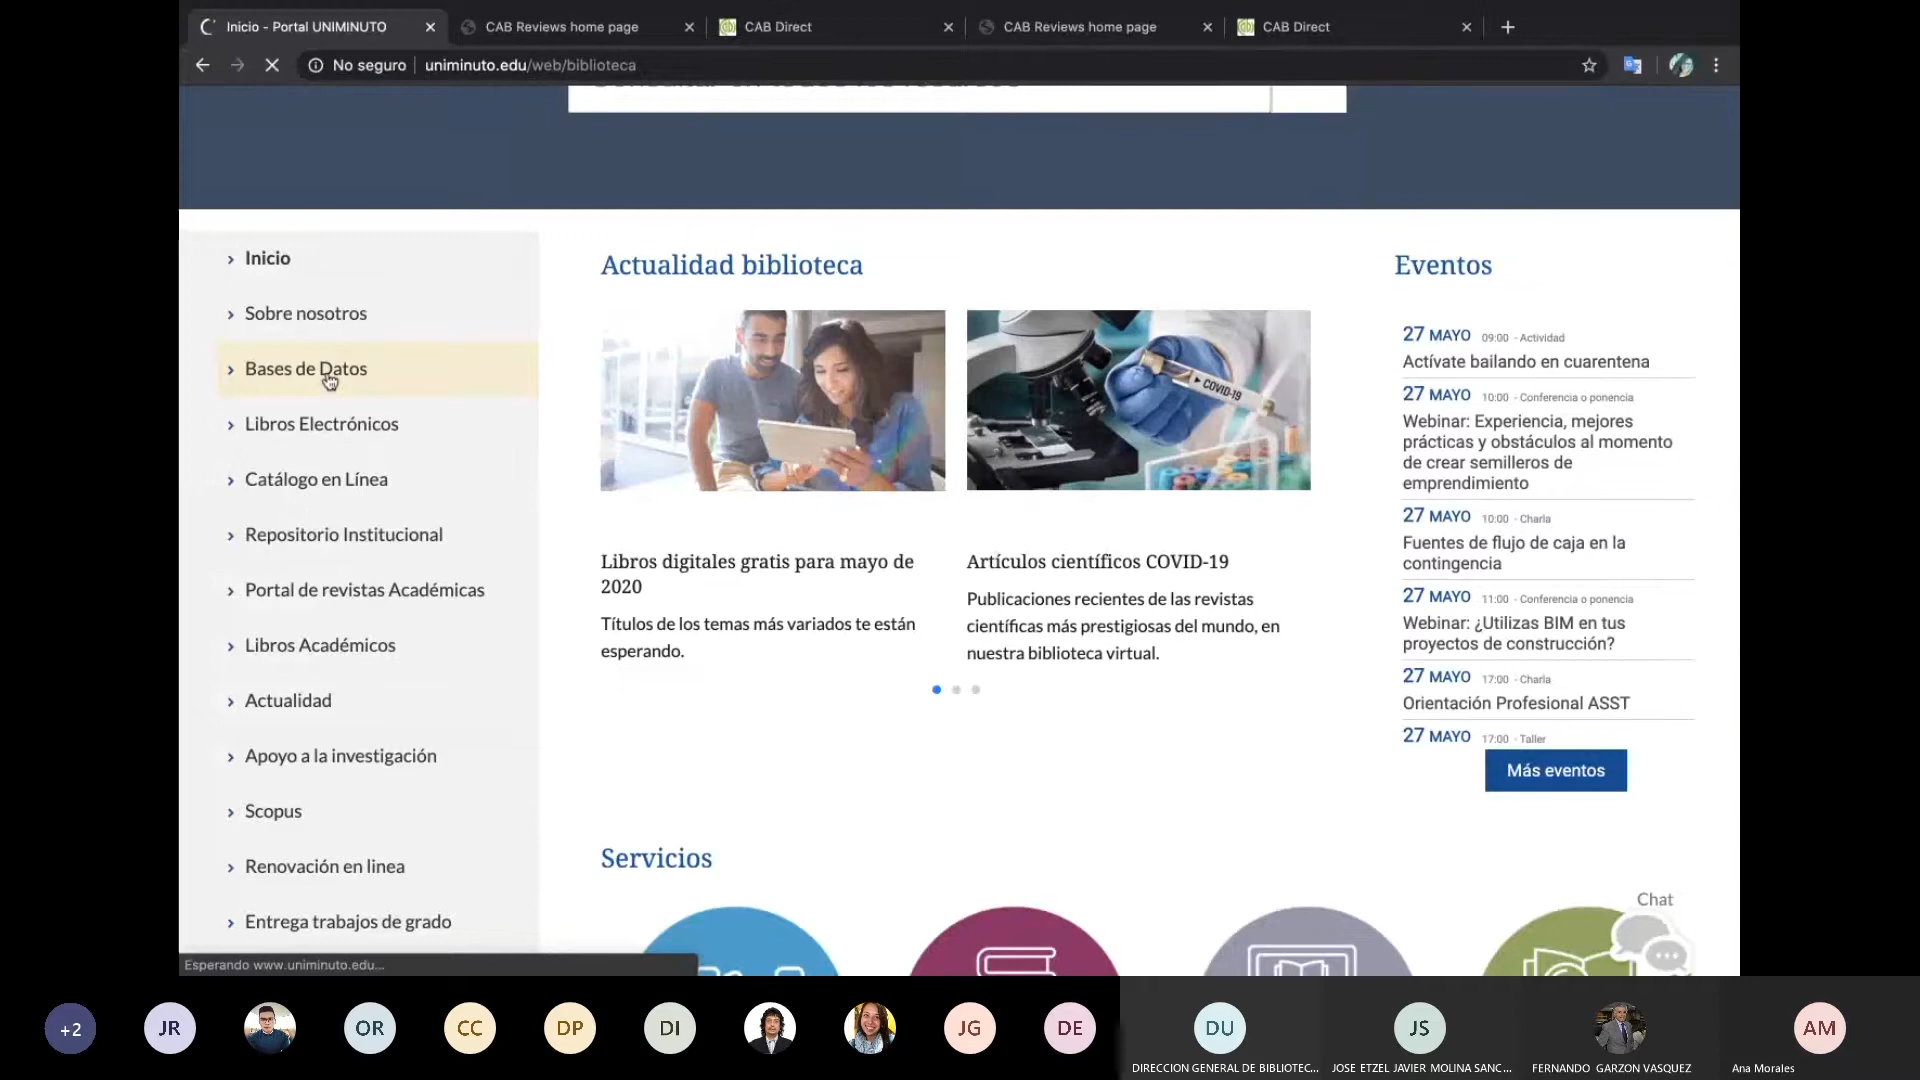 Inicio - Portal UNIMINUTO
CAB Reviews home page
CAB Direct
CAB Reviews home page
CAB Direct
No seguro
uniminuto.edu/web/biblioteca
Inicio
Sobre nosotros
Bases de Datos
Libros Electrónicos
Catálogo en Línea
Repositorio Institucional
Portal de revistas Académicas
Libros Académicos
Actualidad
Apoyo a la investigación
Scopus
Renovación en linea
Entrega trabajos de grado
Esperando www.uniminuto.edu...
Actualidad biblioteca
COVID-19
Libros digitales gratis para mayo de
2020
Títulos de los temas más variados te están
esperando.
Artículos científicos COVID-19
Publicaciones recientes de las revistas
científicas más prestigiosas del mundo, en
nuestra biblioteca virtual.
Servicios
Eventos
27 MAYO 09:00 - Actividad
Actívate bailando en cuarentena
27 MAYO 10:00 - Conferencia o ponencia
Webinar: Experiencia, mejores
prácticas y obstáculos al momento
de crear semilleros de
emprendimiento
27 MAYO 10:00 - Charla
Fuentes de flujo de caja en la
contingencia
27 MAYO 11:00 - Conferencia o ponencia
Webinar: ¿Utilizas BIM en tus
proyectos de construcción?
27 MAYO 17:00 - Charla
Orientación Profesional ASST
27 MAYO 17:00 - Taller
Más eventos
Chat
+2
JR
OR
CC
DP
DI
JG
DE
DU
JS
AM
DIRECCION GENERAL DE BIBLIOTEC...
JOSE ETZEL JAVIER MOLINA SANC...
FERNANDO GARZON VASQUEZ
Ana Morales